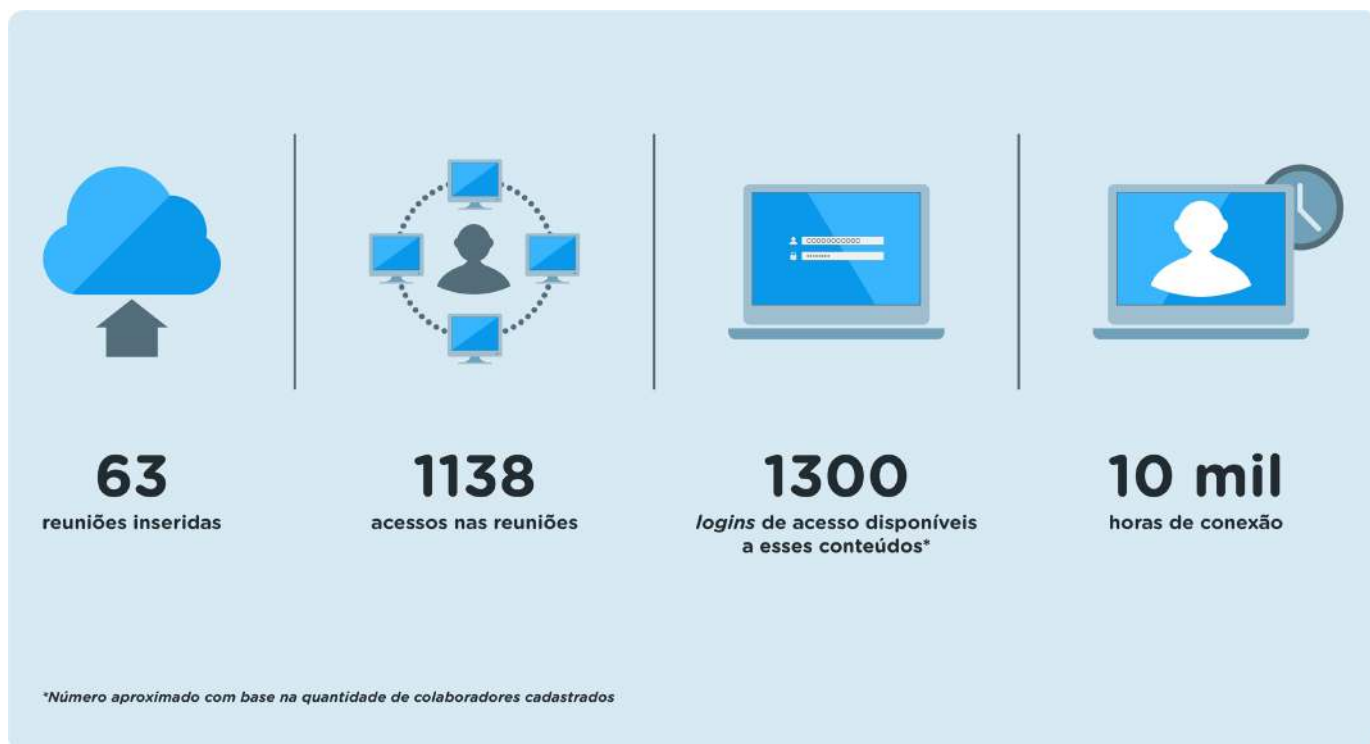 63
reuniões inseridas
1138
acessos nas reuniões
1300
logins de acesso disponíveis
a esses conteúdos*
10 mil
horas de conexão
*Número aproximado com base na quantidade de colaboradores cadastrados